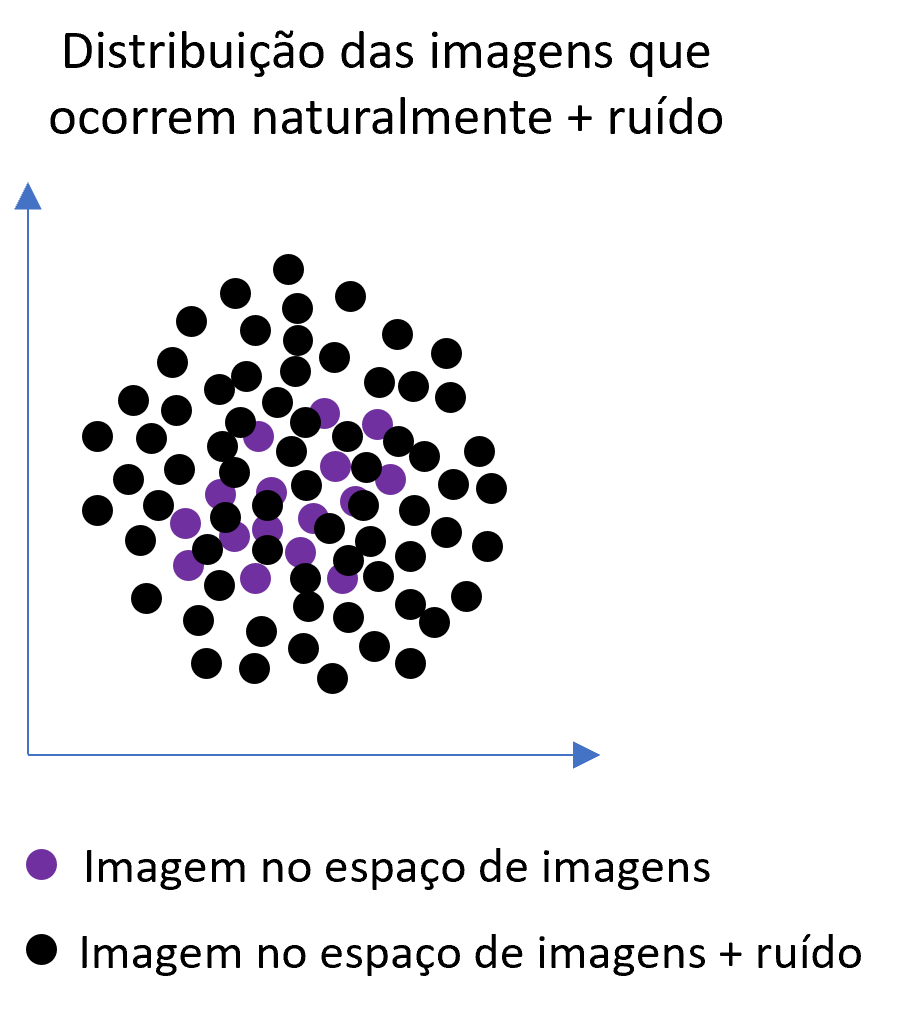 Distribuição das imagens que
ocorrem naturalmente + ruído
Imagem no espaço de imagens
Imagem no espaço de imagens + ruído